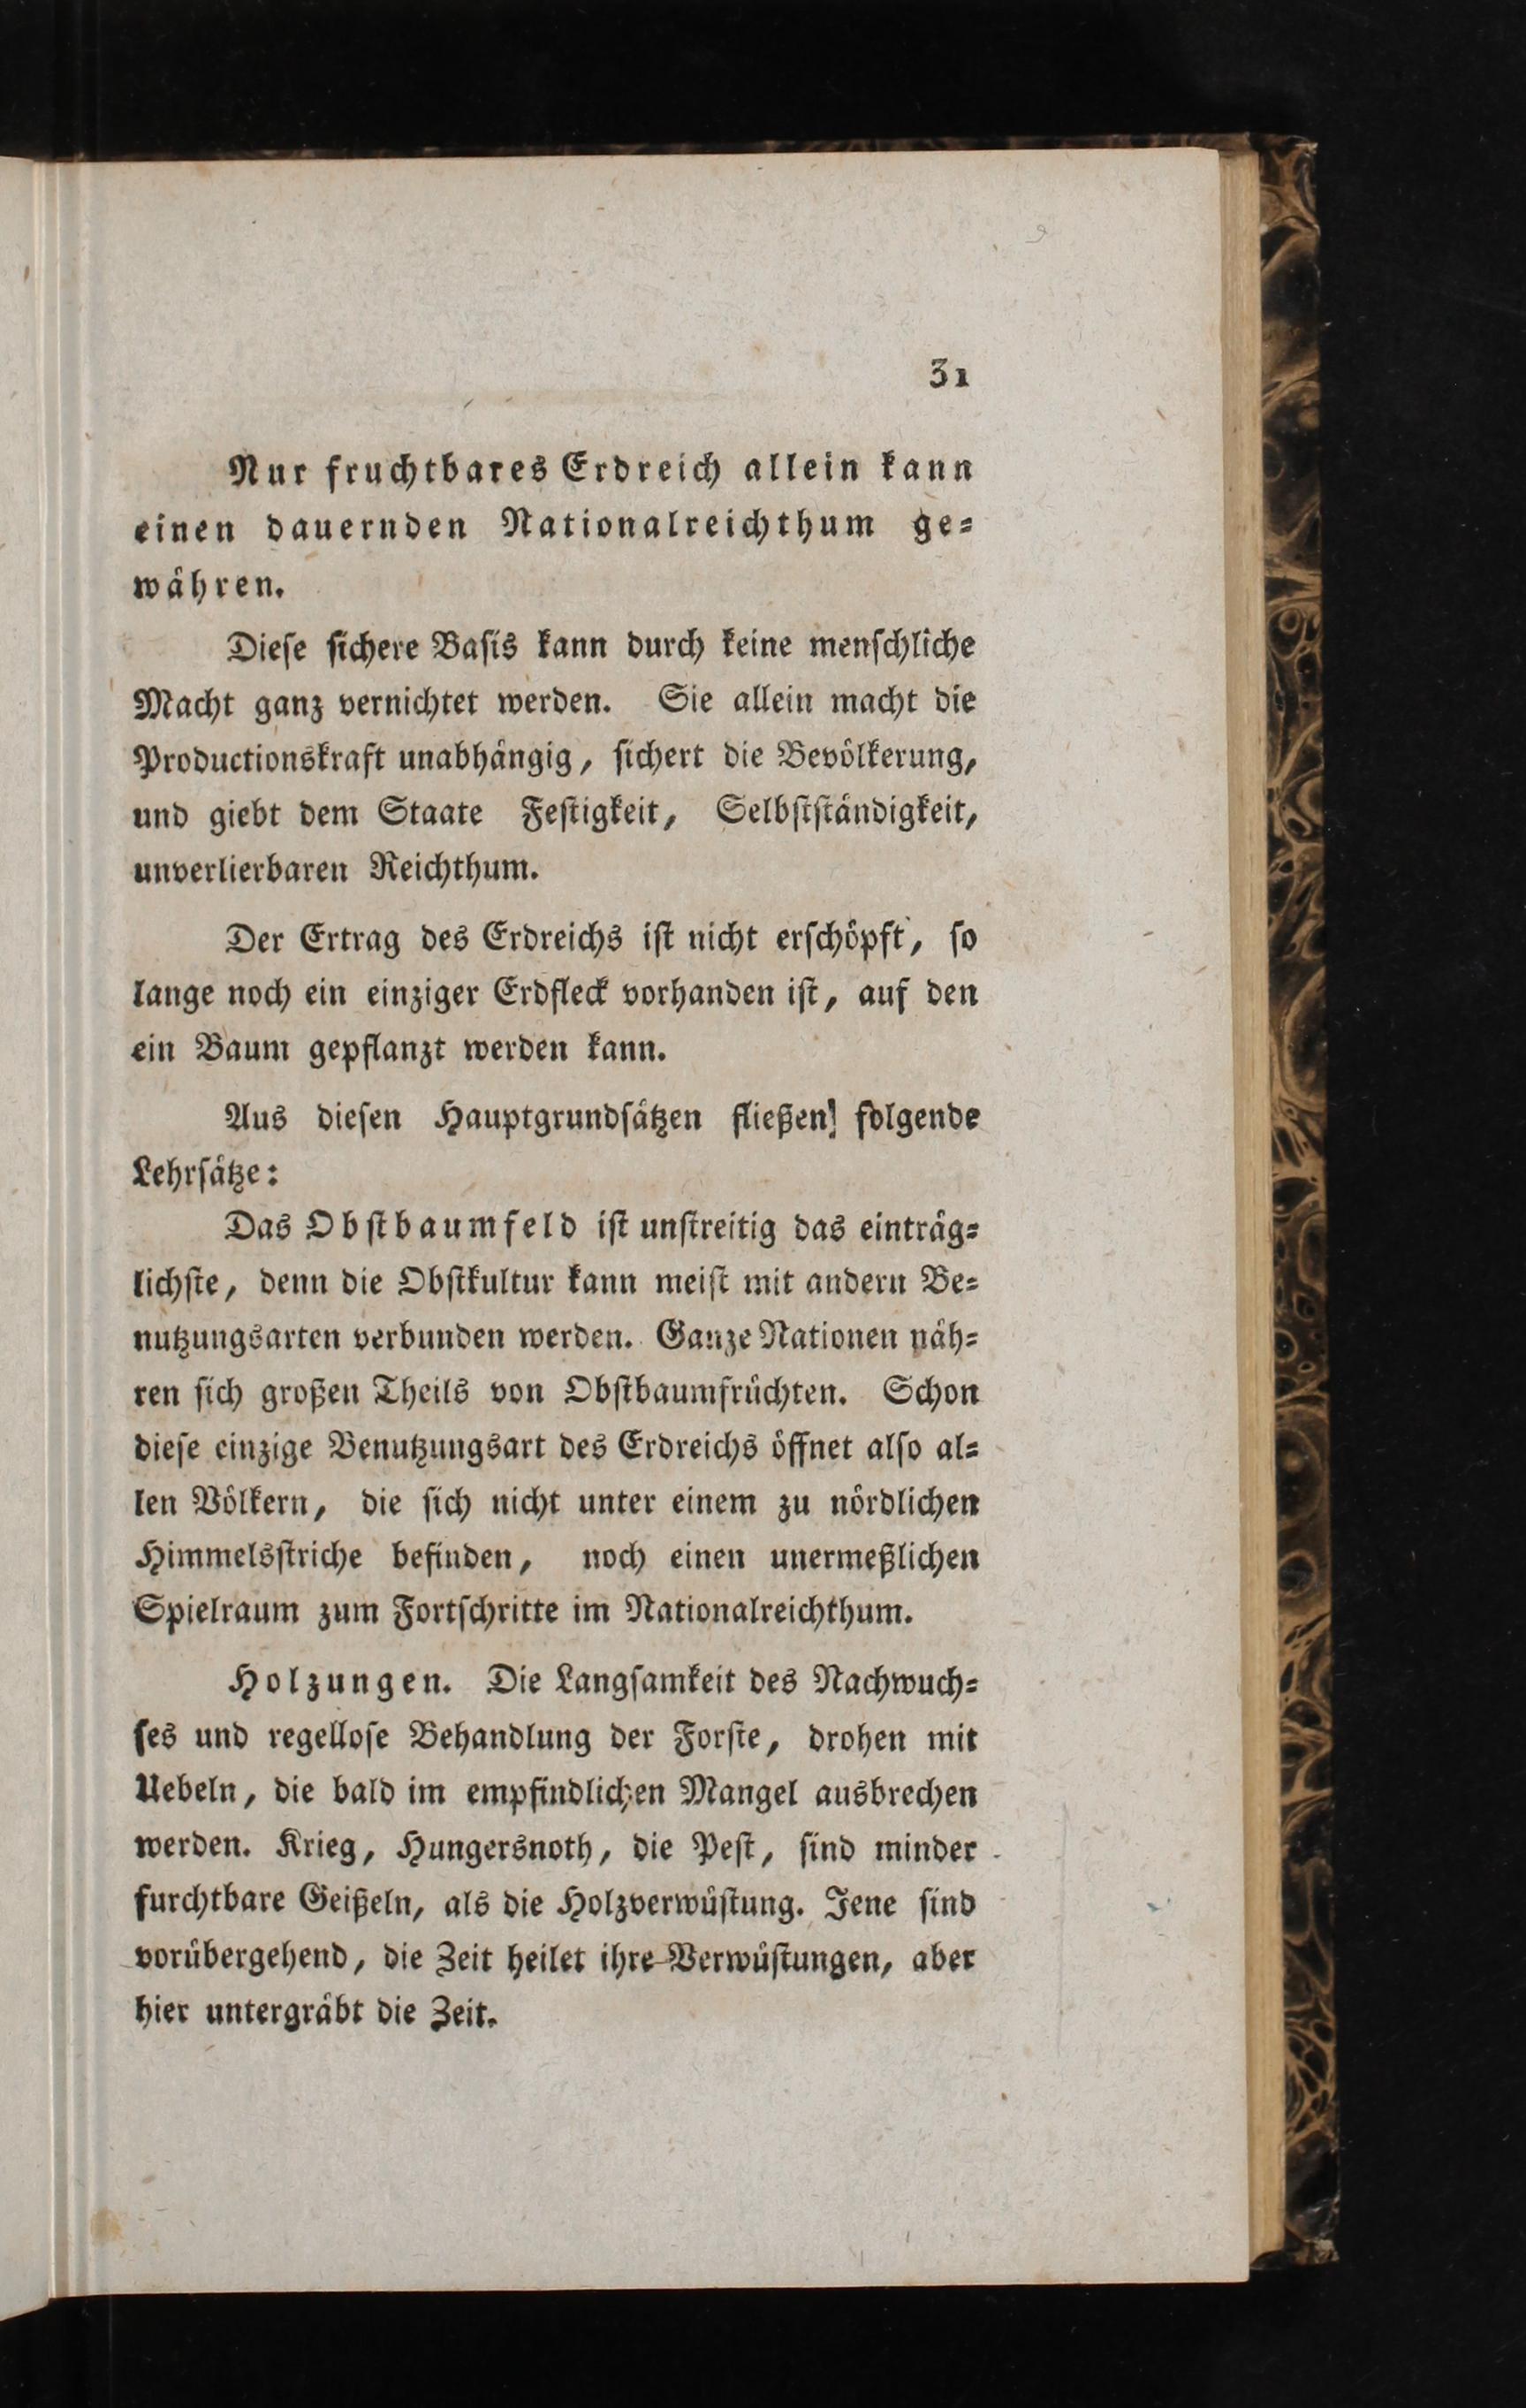 31
Nur fruchtbares Erdreich allein kann
einen dauernden Nationalreichthum ge⸗
währen.
Dieſe ſichere Baſis kann durch keine menſchliche
Macht ganz vernichtet werden. Sie allein macht die
Productionskraft unabhängig, ſichert die Bevölkerung,
und giebt dem Staate Feſtigkeit, Selbſtſtändigkeit,
unverlierbaren Reichthum.
Der Ertrag des Erdreichs iſt nicht erſchöpft, ſo
lange noch ein einziger Erdfleck vorhanden iſt, auf den
ein Baum gepflanzt werden kann.
Aus dieſen Hauptgrundſätzen fließen] folgende
Lehrſätze:
Das Obſtbaumfeld iſt unſtreitig das einträg⸗
lichſte, denn die Obſtkultur kann meiſt mit andern Be⸗
nutzungsarten verbunden werden. Ganze Nationen näh⸗
ren ſich großen Theils von Obſtbaumfrüchten. Schon
dieſe einzige Benutzungsart des Erdreichs öffnet alſo al⸗
len Völkern, die ſich nicht unter einem zu nördlichen
Himmelsſtriche befinden, noch einen unermeßlichen
Spielraum zum Fortſchritte im Nationalreichthum.
Holzungen. Die Langſamkeit des Nachwuch⸗
ſes und regelloſe Behandlung der Forſte, drohen mit
Uebeln, die bald im empfindlichen Mangel ausbrechen
werden. Krieg, Hungersnoth, die Peſt, ſind minder
furchtbare Geißeln, als die Holzverwüſtung. Jene ſind
vorübergehend, die Zeit heilet ihre Verwüſtungen, aber
hier untergräbt die Zeit.